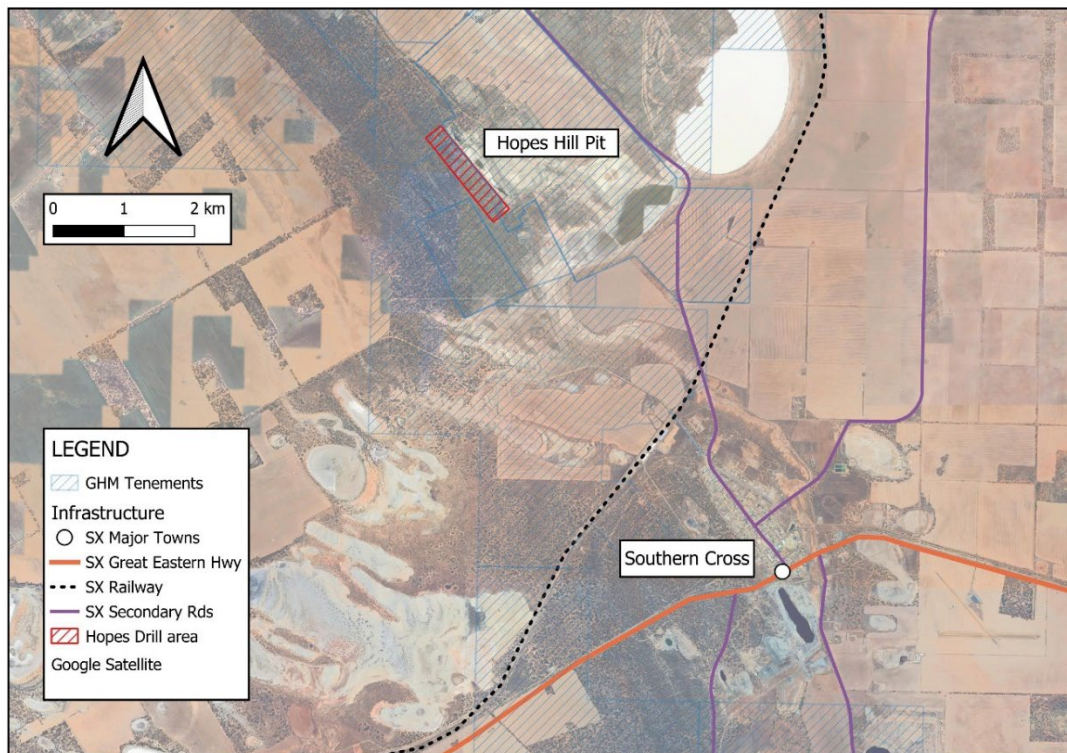 Hopes Hill Pit
0 1 2 km
LEGEND
GHM Tenements
Infrastructure
SX Major Towns
SX Great Eastern Hwy
SX Railway
SX Secondary Rds
Hopes Drill area
Google Satellite
Southern Cross